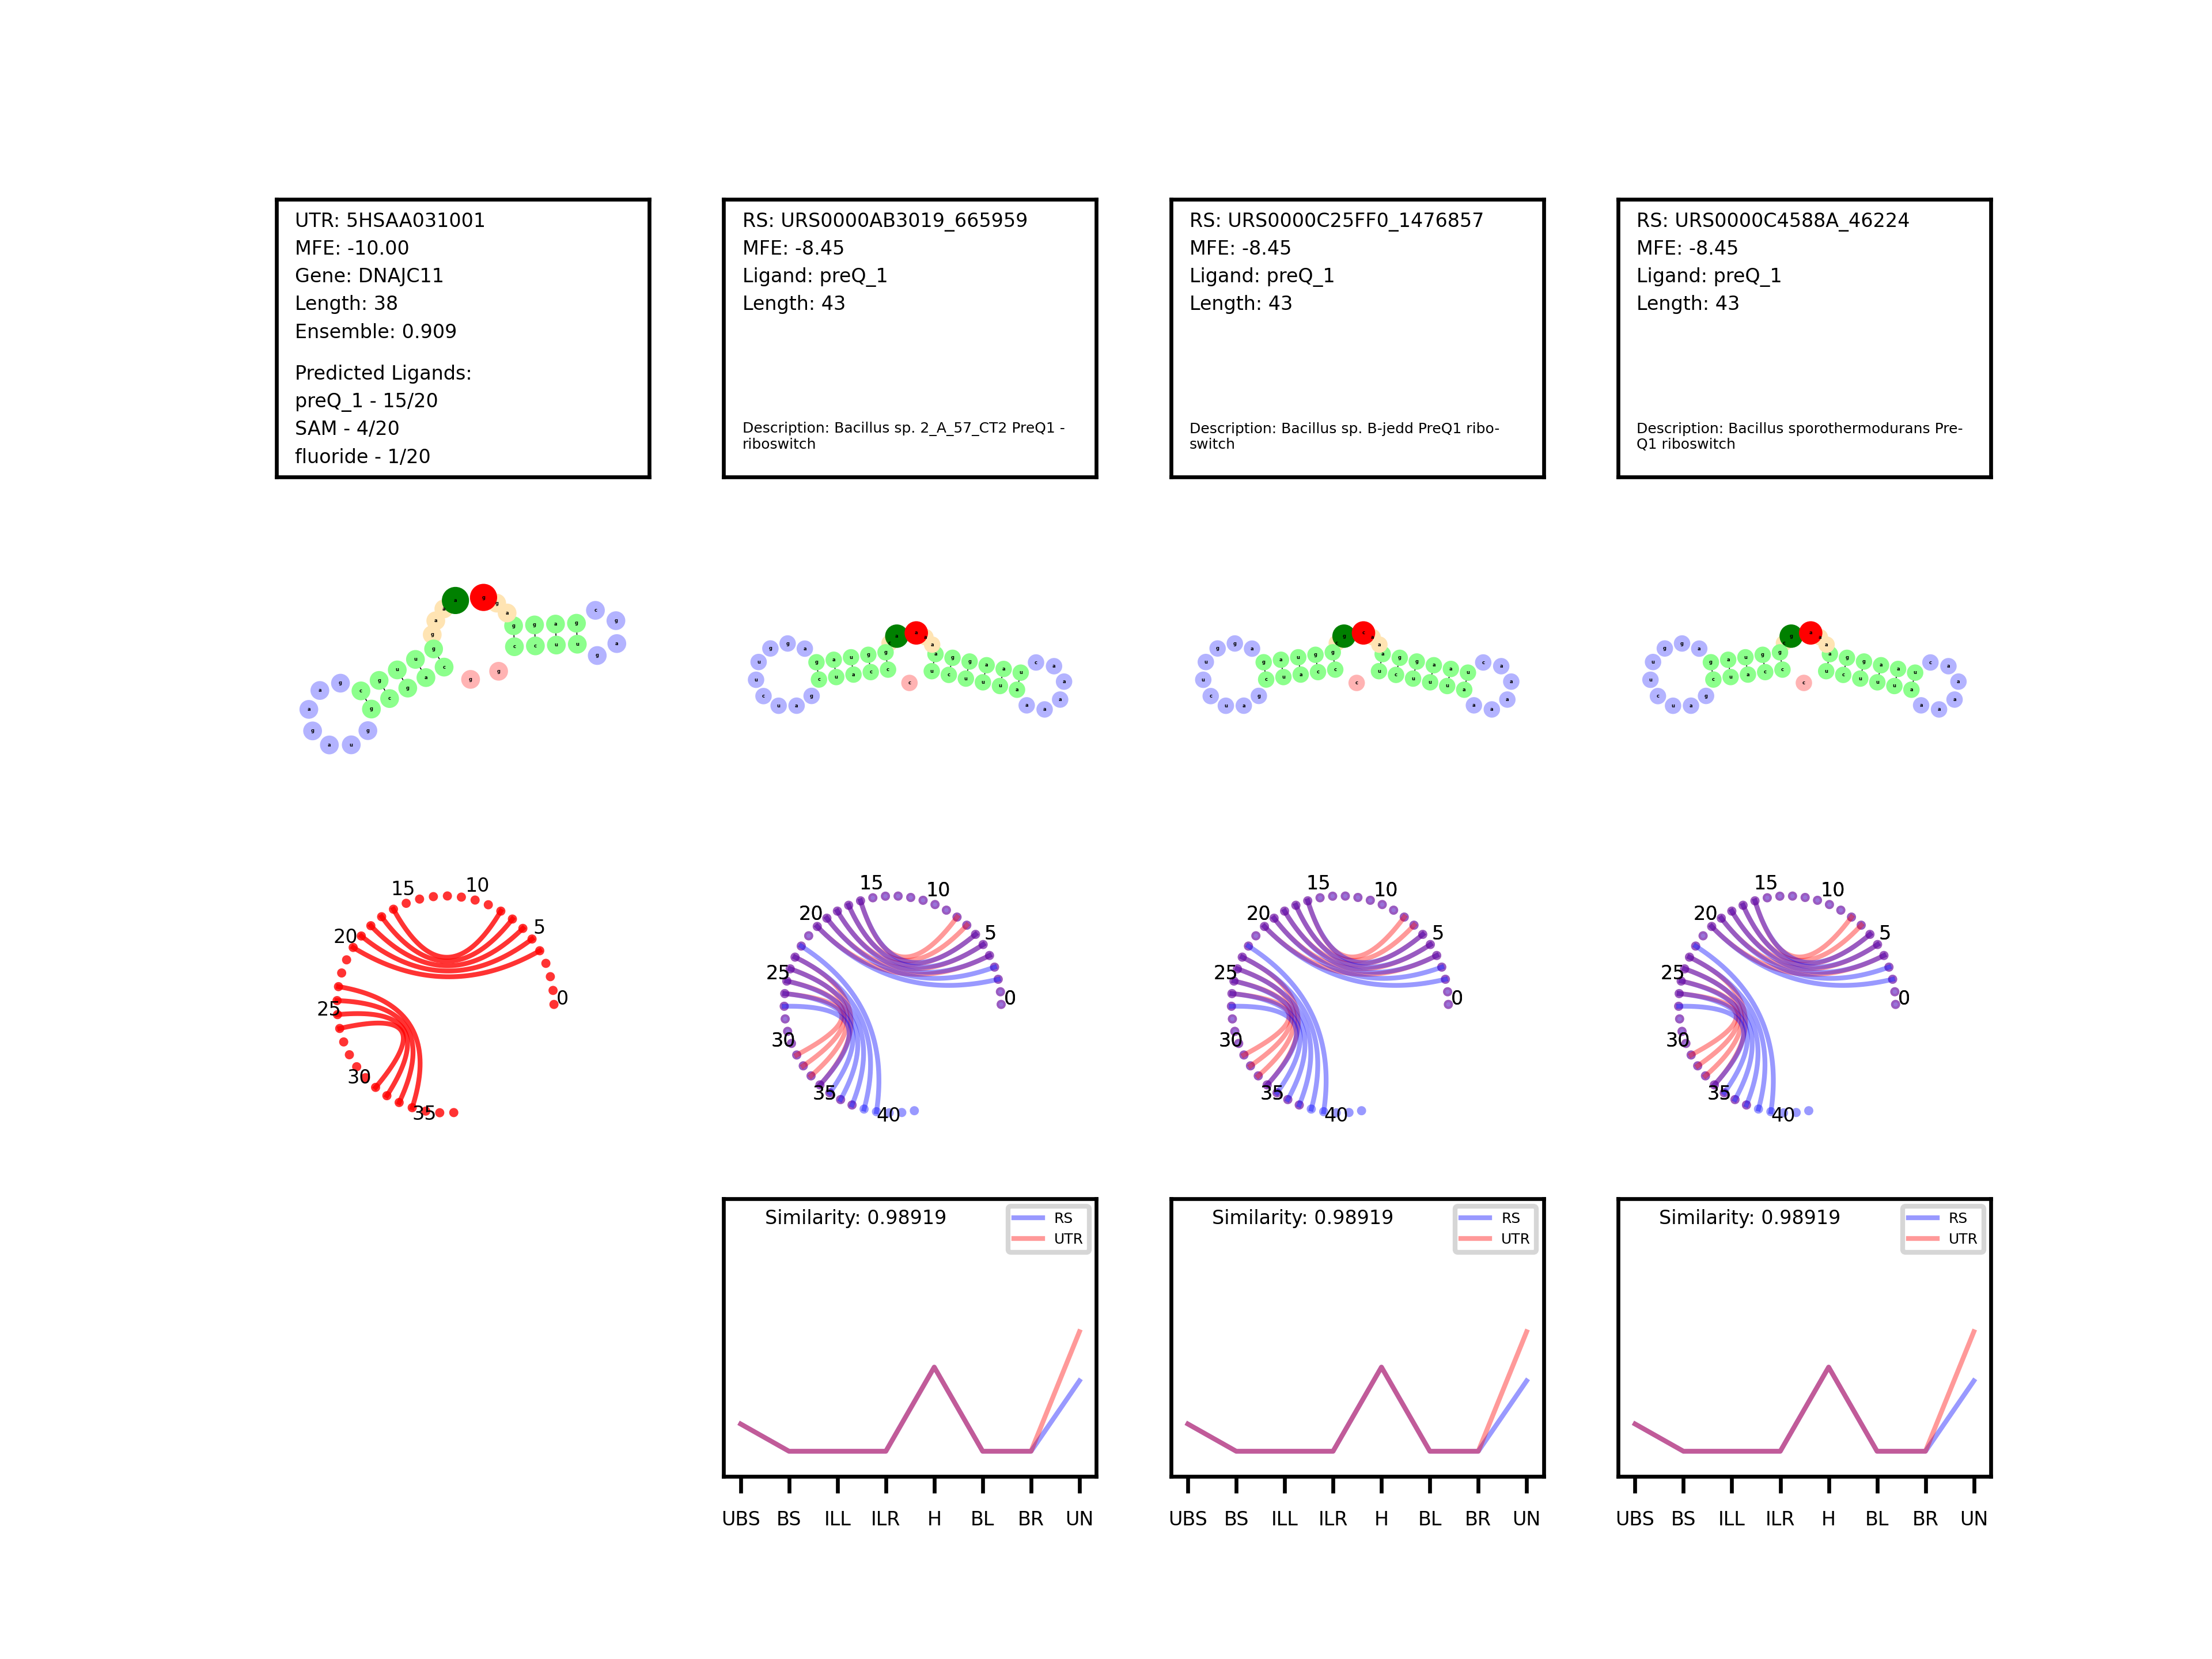 UTR: 5HSAA031001
MFE: -10.00
Gene: DNAJC11
Length: 38
Ensemble: 0.909
Predicted Ligands:
preQ_1 - 15/20
SAM - 4/20
fluoride - 1/20
RS: URS0000AB3019_665959
MFE: -8.45
Ligand: preQ_1
Length: 43
Description: Bacillus sp. 2_A_57_CT2 PreQ1 -
riboswitch
RS: URS0000C25FF0_1476857
MFE: -8.45
Ligand: preQ_1
Length: 43
Description: Bacillus sp. B-jedd PreQ1 ribo-
switch
RS: URS0000C4588A_46224
MFE: -8.45
Ligand: preQ_1
Length: 43
Description: Bacillus sporothermodurans Pre-
Q1 riboswitch
0
5
10
15
20
25
30
35
0
5
10
15
20
25
30
35
40
0
5
10
15
20
25
30
35
40
0
5
10
15
20
25
30
35
40
Similarity: 0.98919
RS
UTR
UBS BS ILL ILR H BL BR UN
Similarity: 0.98919
RS
UTR
UBS BS ILL ILR H BL BR UN
Similarity: 0.98919
RS
UTR
UBS BS ILL ILR H BL BR UN